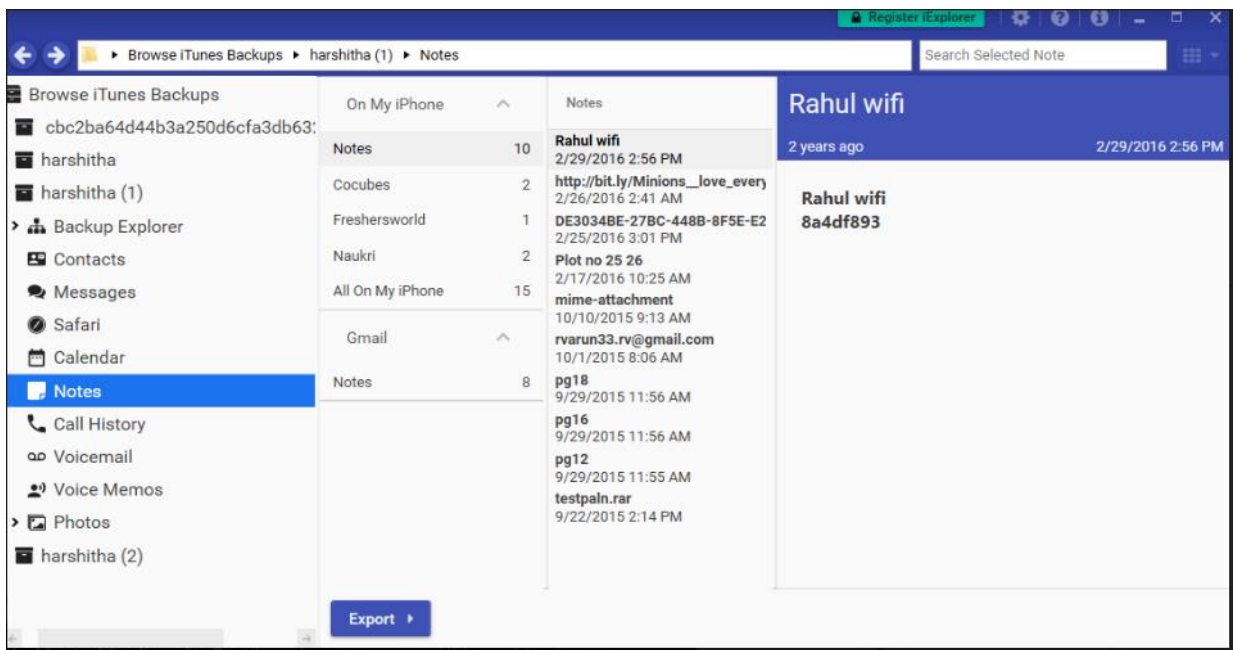 Register iExplorer
Browse iTunes Backups harshitha (1) Notes
Search Selected Note
Browse iTunes Backups
cbc2ba64d44b3a250d6cfa3db632
harshitha
harshitha (1)
Backup Explorer
Contacts
Messages
Safari
Calendar
Notes
Call History
Voicemail
Voice Memos
Photos
harshitha (2)
On My iPhone
Notes 10
Cocubes 2
Freshersworld 1
Naukri 2
All On My iPhone 15
Gmail
Notes 8
Export
Notes
Rahul wifi
2/29/2016 2:56 PM
http://bit.ly/Minions__love_every
2/26/2016 2:41 AM
DE3034BE-27BC-448B-8F5E-E2
2/25/2016 3:01 PM
Plot no 25 26
2/17/2016 10:25 AM
mime-attachment
10/10/2015 9:13 AM
rvarun33.rv@gmail.com
10/1/2015 8:06 AM
pg18
9/29/2015 11:56 AM
pg16
9/29/2015 11:56 AM
pg12
9/29/2015 11:55 AM
testpaln.rar
9/22/2015 2:14 PM
Rahul wifi
2 years ago 2/29/2016 2:56 PM
Rahul wifi
8a4df893